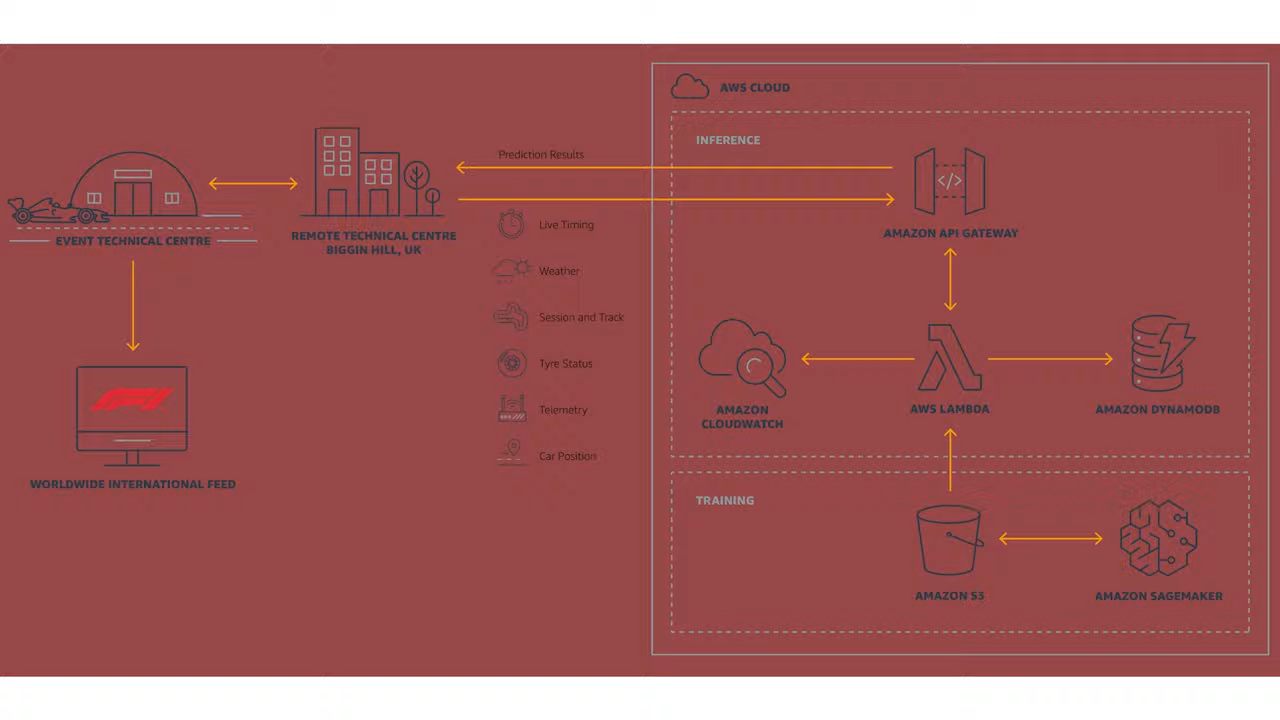 AWS CLOUD
INFERENCE
Prediction Results
</>
AMAZON API GATEWAY
EVENT TECHNICAL CENTRE
REMOTE TECHNICAL CENTRE
BIGGIN HILL, UK
Live Timing
Weather
Session and Track
Tyre Status
Telemetry
Car Position
F1
WORLDWIDE INTERNATIONAL FEED
AMAZON
CLOUDWATCH
AWS LAMBDA
AMAZON DYNAMODB
TRAINING
AMAZON S3
AMAZON SAGEMAKER